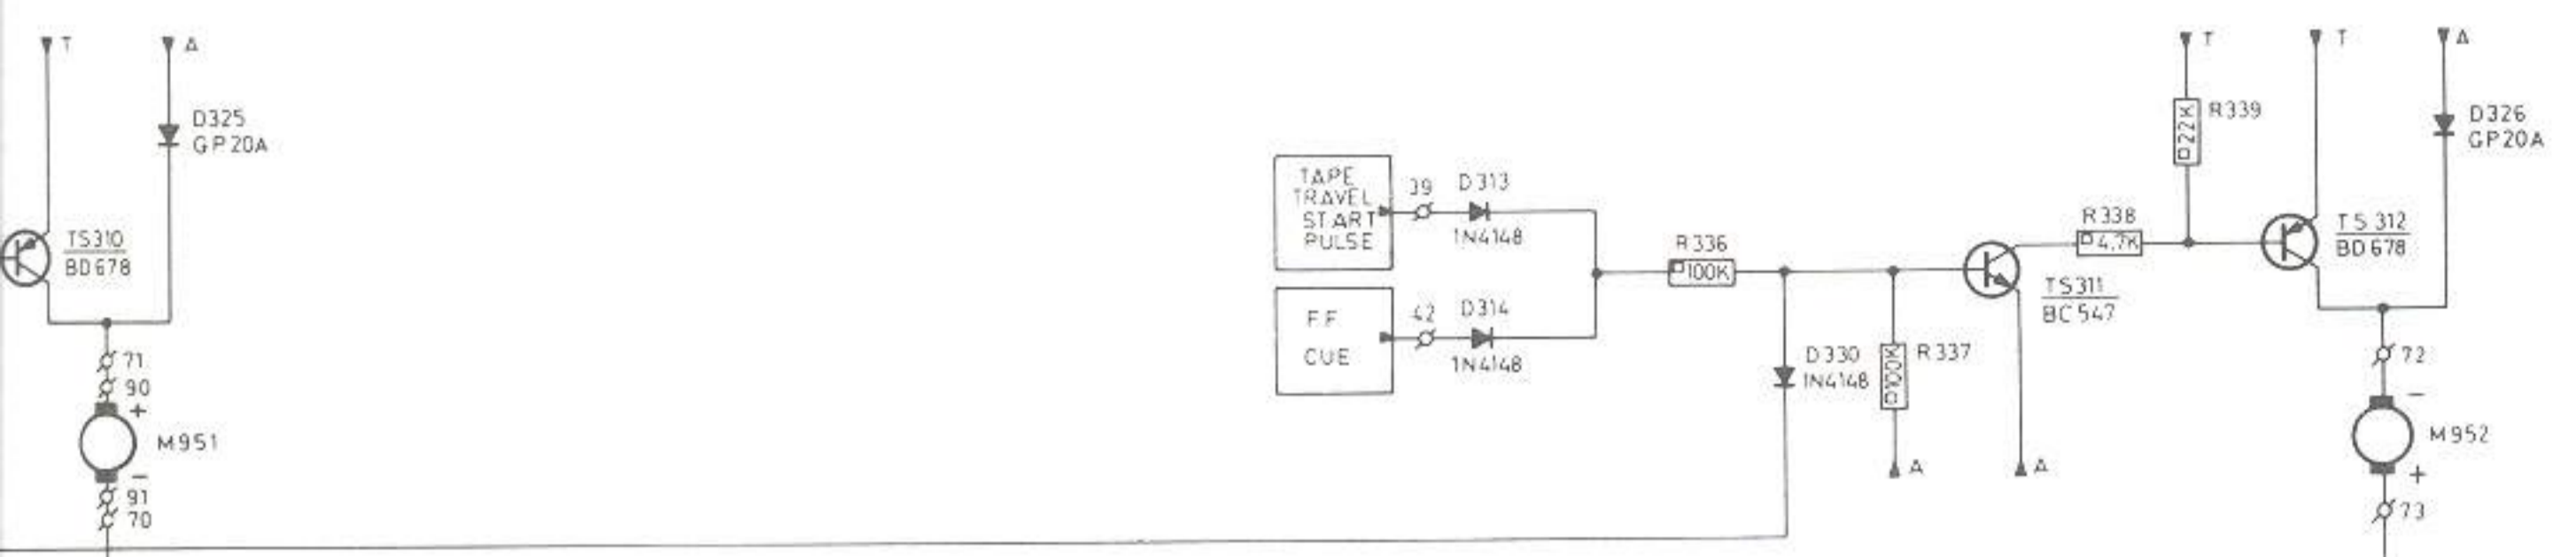 T
A
D325
GP20A
TS310
BD678
71
90
+
M951
-
91
70
TAPE
TRAVEL
START
PULSE
39
D313
1N4148
F.F
CUE
42
D314
1N4148
R336
100K
D330
1N4148
R337
100K
A
TS311
BC547
A
R338
4.7K
T
22K
R339
T
TS312
BD678
A
D326
GP20A
72
-
M952
+
73